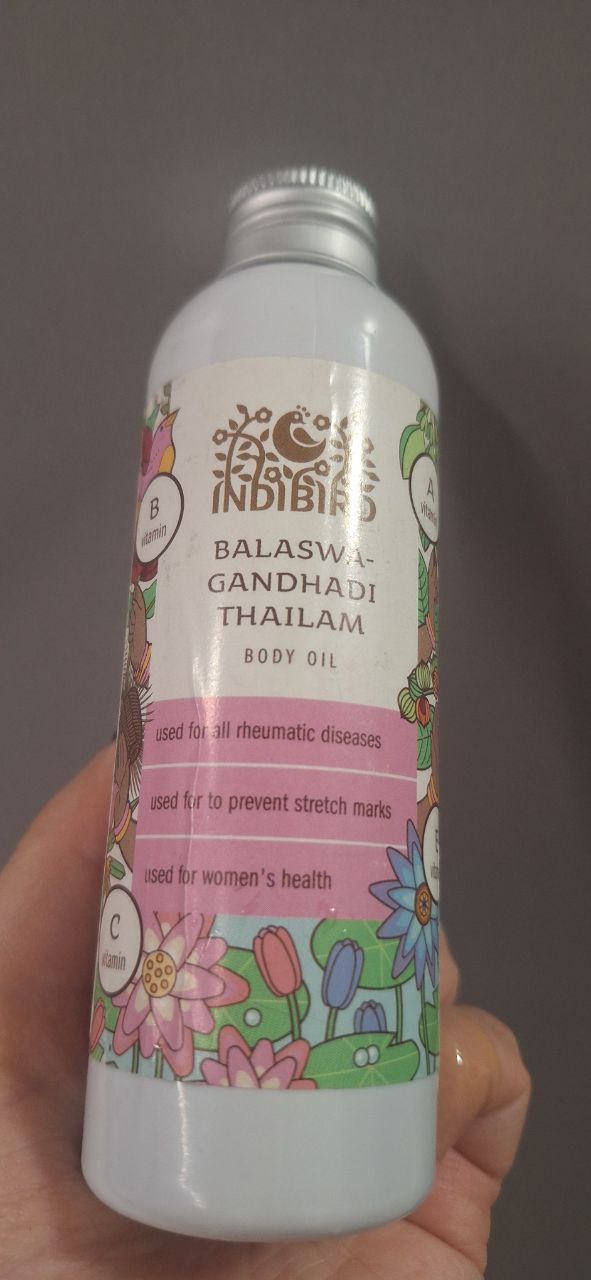 INDIBIRD
BALASWA-
GANDHADI
THAILAM
BODY OIL
B
vitamin
A
vitamin
used for all rheumatic diseases
used for to prevent stretch marks
used for women's health
E
C
vitamin